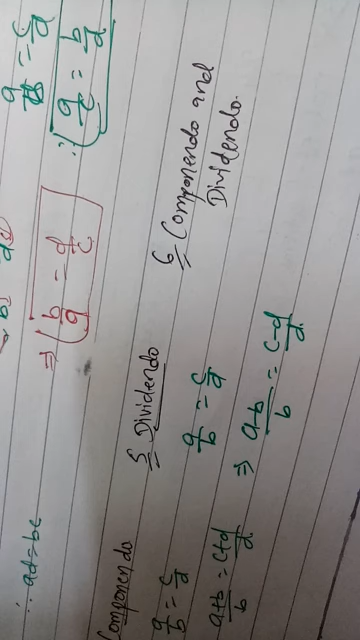 ∴ ad=bc
a/b = c/d
⇒ b/a = d/c
∴ a/c = b/d
Componendo
a/b = c/d
a+b/b = c+d/d
5 Dividendo
a/b = c/d
⇒ a+b/b = c-d/d
6 Componendo and
Dividendo.